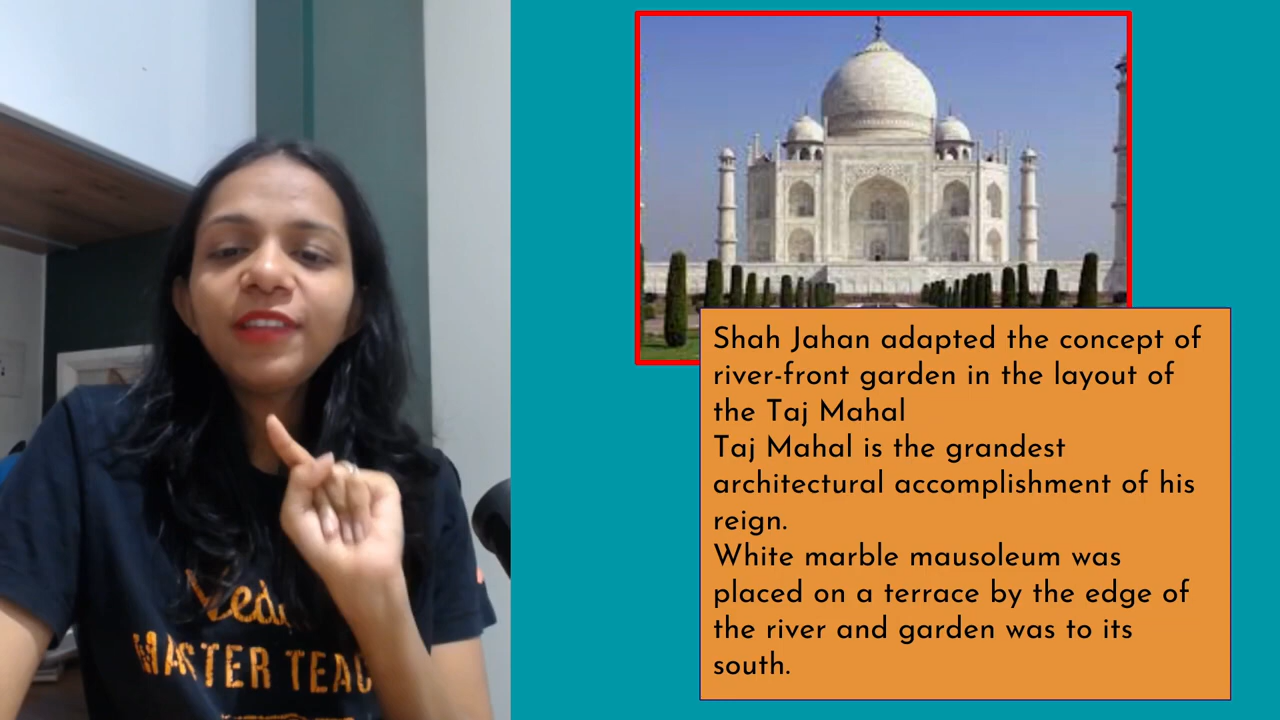 Shah Jahan adapted the concept of
river-front garden in the layout of
the Taj Mahal
Taj Mahal is the grandest
architectural accomplishment of his
reign.
White marble mausoleum was
placed on a terrace by the edge of
the river and garden was to its
south.
MASTER